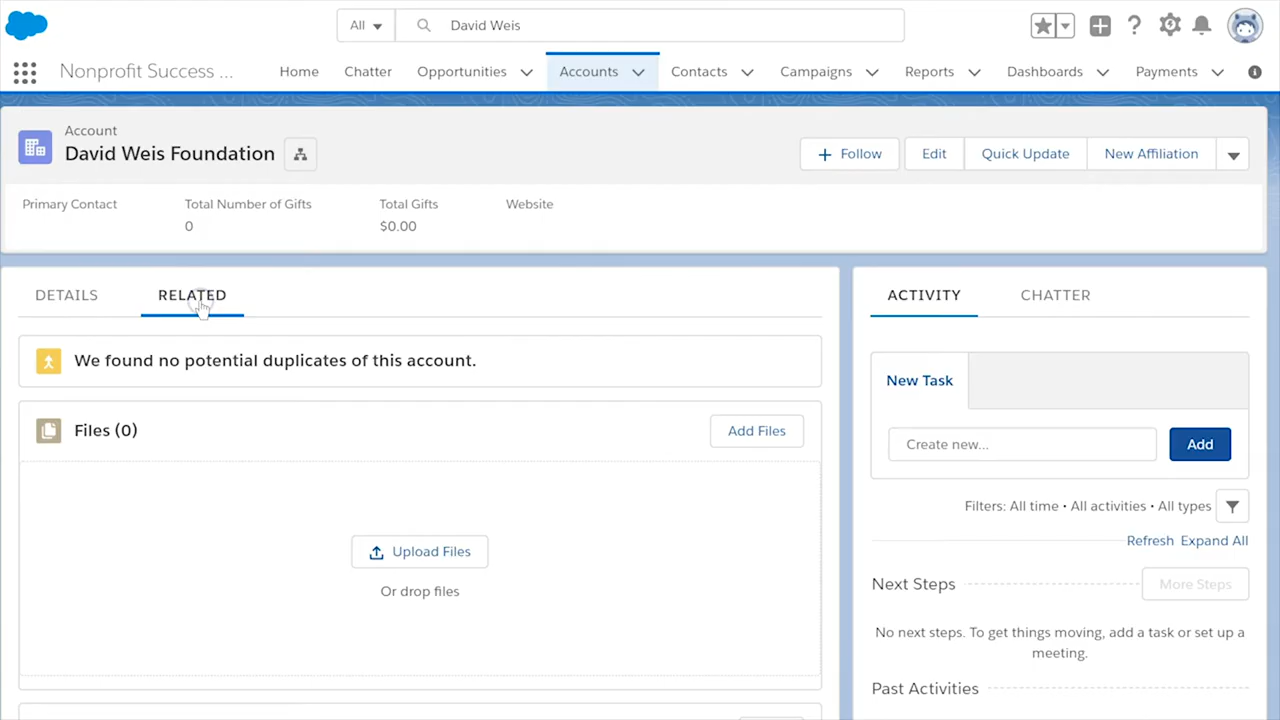 All
David Weis
Nonprofit Success ...
Home
Chatter
Opportunities
Accounts
Contacts
Campaigns
Reports
Dashboards
Payments
Account
David Weis Foundation
Follow
Edit
Quick Update
New Affiliation
Primary Contact
Total Number of Gifts
0
Total Gifts
$0.00
Website
DETAILS
RELATED
We found no potential duplicates of this account.
Files (0)
Add Files
Upload Files
Or drop files
ACTIVITY
CHATTER
New Task
Create new...
Add
Filters: All time • All activities • All types
Refresh
Expand All
Next Steps
More Steps
No next steps. To get things moving, add a task or set up a
meeting.
Past Activities